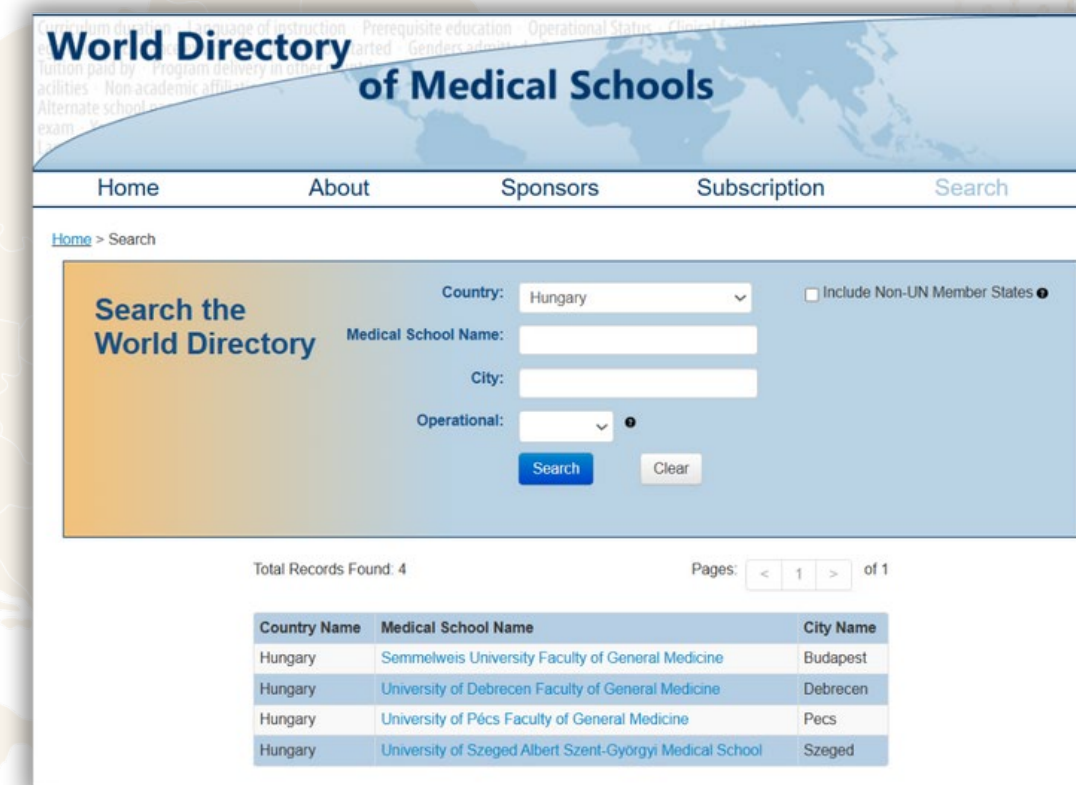 Curriculum duration · Language of instruction · Prerequisite education · Operational Status · Clinical facilities
World Directory
of Medical Schools
Tuition paid by · Program delivery in other
acilities · Non academic
Alternate school
exam
Home About Sponsors Subscription Search
Home > Search
Search the
World Directory
Country: Hungary Include Non-UN Member States
Medical School Name:
City:
Operational:
Search Clear
Total Records Found: 4 Pages: < 1 > of 1
Country Name Medical School Name City Name
Hungary Semmelweis University Faculty of General Medicine Budapest
Hungary University of Debrecen Faculty of General Medicine Debrecen
Hungary University of Pécs Faculty of General Medicine Pecs
Hungary University of Szeged Albert Szent-Györgyi Medical School Szeged